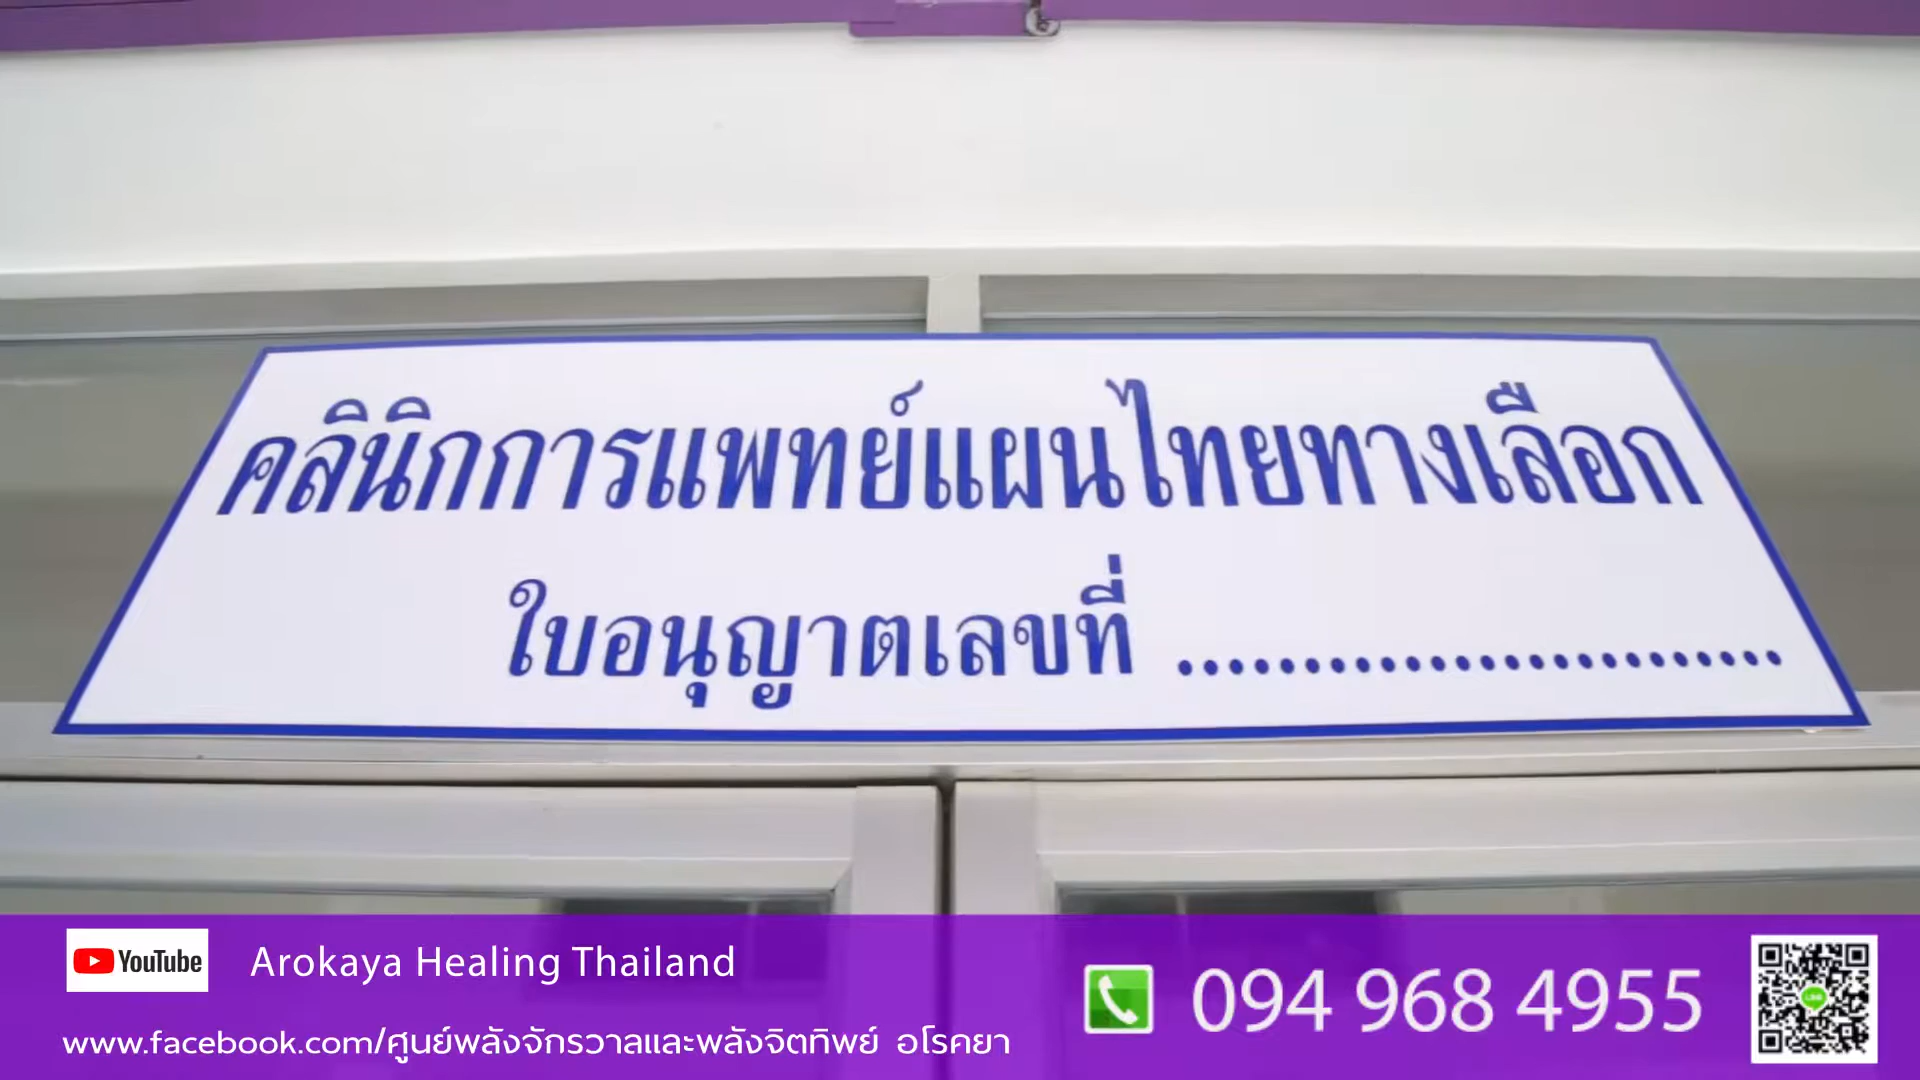 คลินิกการแพทย์แผนไทยทางเลือก
ใบอนุญาตเลขที่ ........................
YouTube Arokaya Healing Thailand
094 968 4955
www.facebook.com/ศูนย์พลังจักรวาลและพลังจิตทิพย์ อโรคยา
LINE